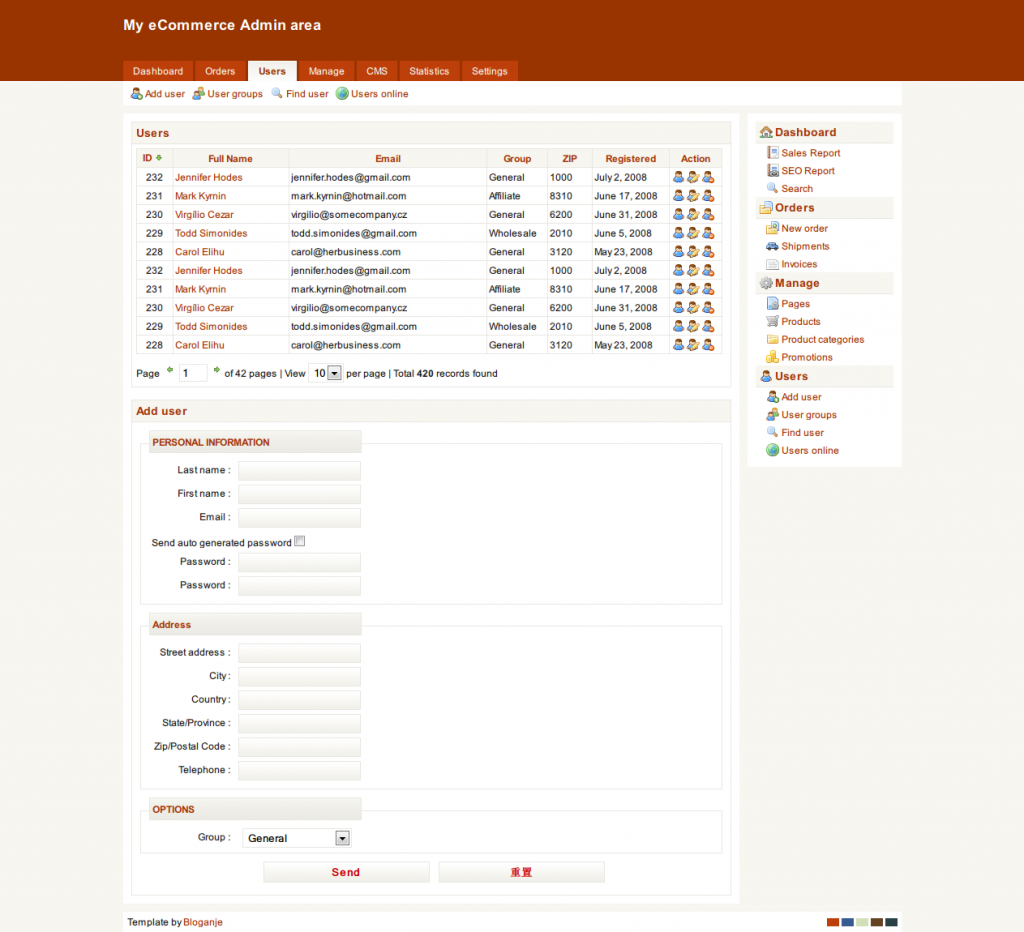 My eCommerce Admin area
Dashboard Orders Users Manage CMS Statistics Settings
Add user User groups Find user Users online
Users
ID Full Name Email Group ZIP Registered Action
232 Jennifer Hodes jennifer.hodes@gmail.com General 1000 July 2, 2008
231 Mark Kyrnin mark.kyrnin@hotmail.com Affiliate 8310 June 17, 2008
230 Virgílio Cezar virgilio@somecompany.cz General 6200 June 31, 2008
229 Todd Simonides todd.simonides@gmail.com Wholesale 2010 June 5, 2008
228 Carol Elihu carol@herbusiness.com General 3120 May 23, 2008
232 Jennifer Hodes jennifer.hodes@gmail.com General 1000 July 2, 2008
231 Mark Kyrnin mark.kyrnin@hotmail.com Affiliate 8310 June 17, 2008
230 Virgílio Cezar virgilio@somecompany.cz General 6200 June 31, 2008
229 Todd Simonides todd.simonides@gmail.com Wholesale 2010 June 5, 2008
228 Carol Elihu carol@herbusiness.com General 3120 May 23, 2008
Page 1 of 42 pages | View 10 per page | Total 420 records found
Add user
PERSONAL INFORMATION
Last name :
First name :
Email :
Send auto generated password
Password :
Password :
Address
Street address :
City :
Country :
State/Province :
Zip/Postal Code :
Telephone :
OPTIONS
Group : General
Send 重置
Dashboard
Sales Report
SEO Report
Search
Orders
New order
Shipments
Invoices
Manage
Pages
Products
Product categories
Promotions
Users
Add user
User groups
Find user
Users online
Template by Bloganje